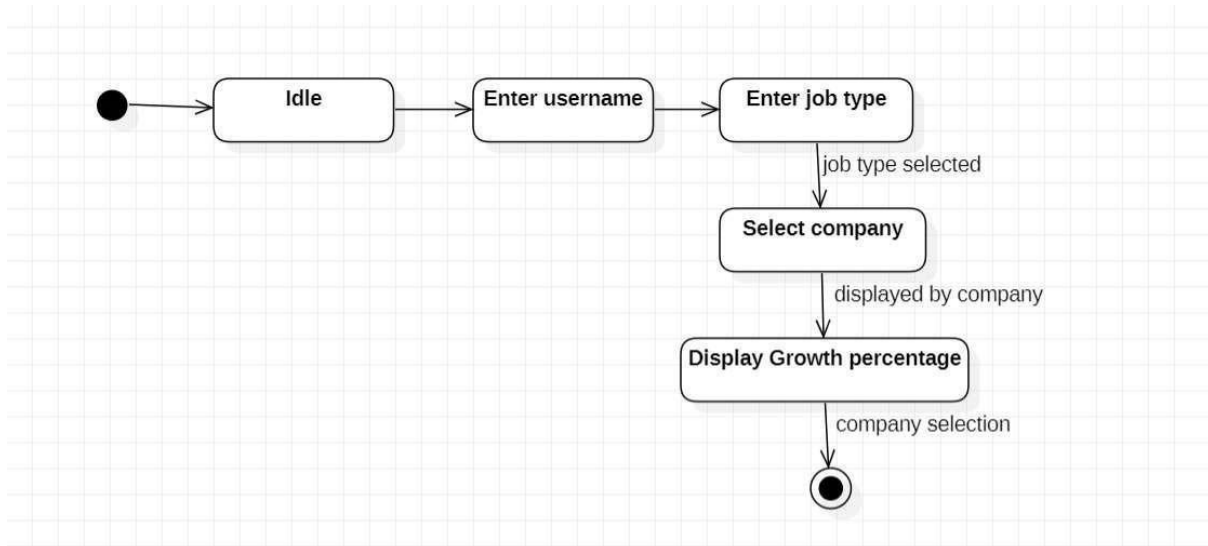 Idle
Enter username
Enter job type
job type selected
Select company
displayed by company
Display Growth percentage
company selection